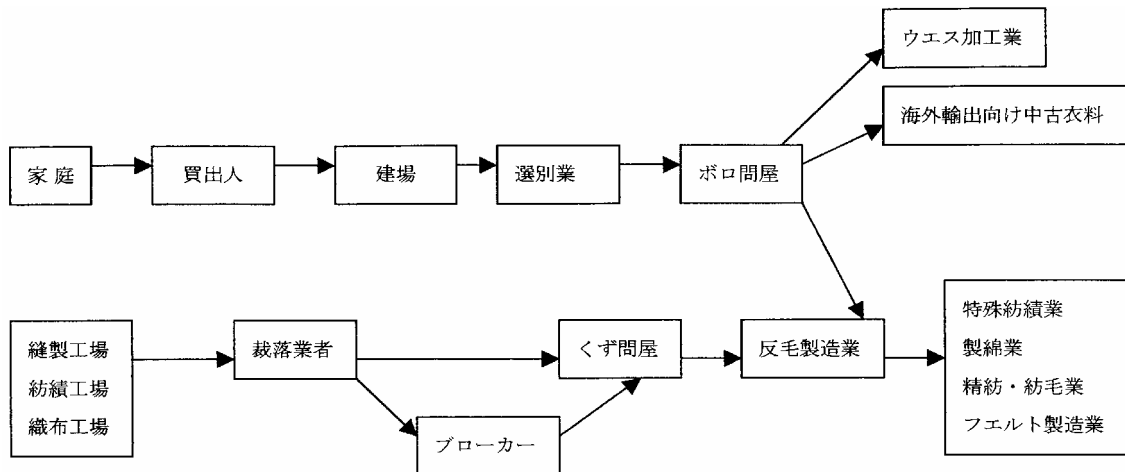 ウエス加工業
海外輸出向け中古衣料
家 庭
買出人
建場
選別業
ボロ問屋
縫製工場
紡績工場
織布工場
裁落業者
ブローカー
くず問屋
反毛製造業
特殊紡績業
製綿業
精紡・紡毛業
フエルト製造業